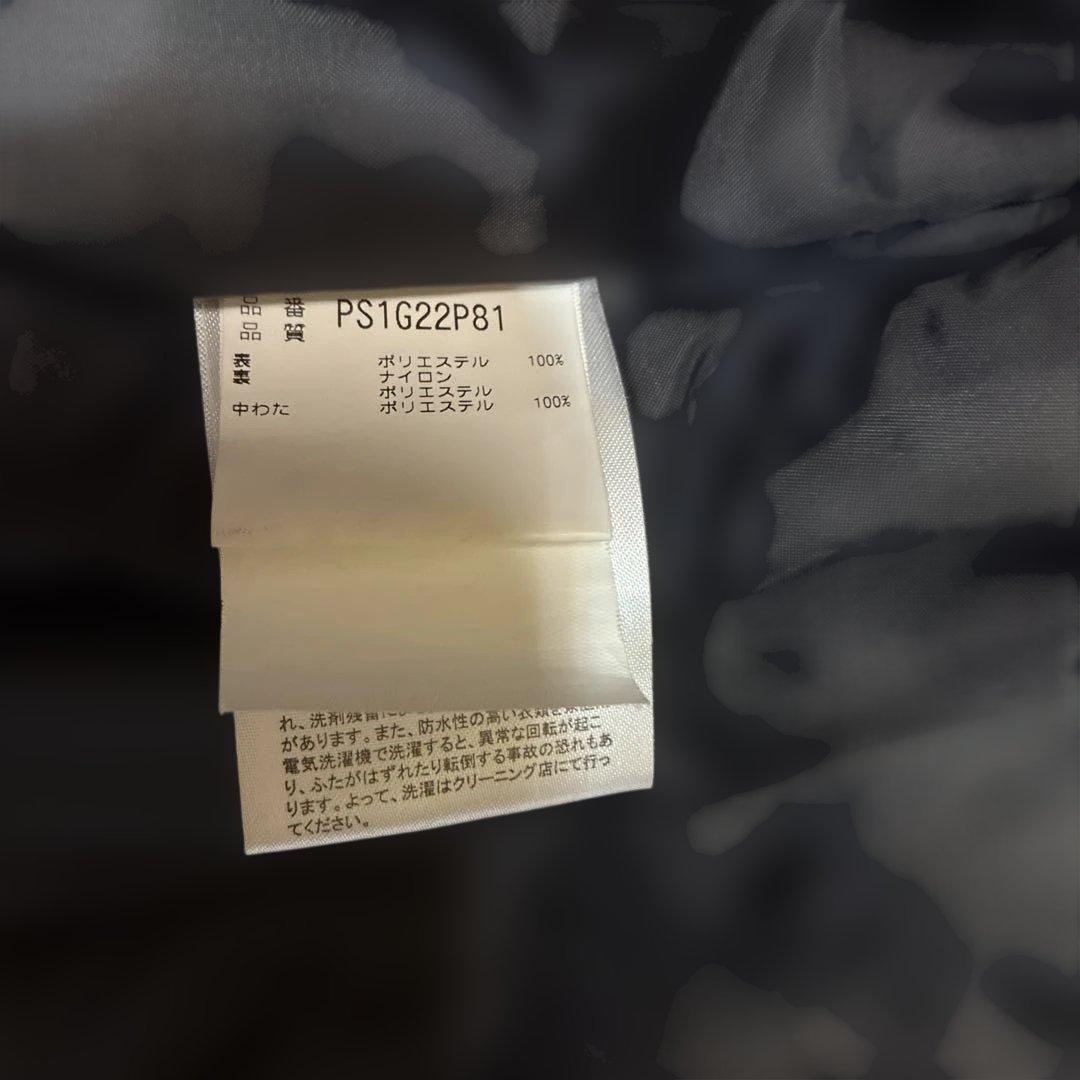 品 番 PS1G22P81
品 質
表 ポリエステル 100%
裏 ナイロン
ポリエステル
中わた ポリエステル 100%
れ、洗剤残留に
があります。また、防水性の高い衣類を
電気洗濯機で洗濯すると、異常な回転が起こ
り、ふたがはずれたり転倒する事故の恐れもあ
ります。よって、洗濯はクリーニング店にて行っ
てください。